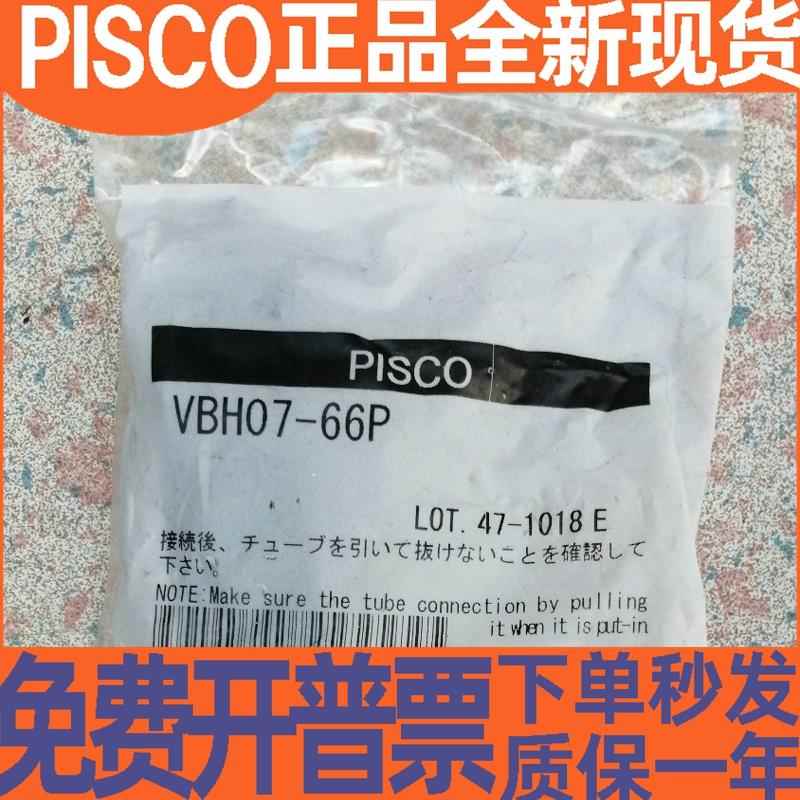 PISCO正品全新现货
PISCO
VBH07-66P
LOT. 47-1018 E
接続後、チューブを引いて抜けないことを確認して
下さい。
NOTE:Make sure the tube connection by pulling
it when it is put-in
免费开普票
下单秒发
质保一年